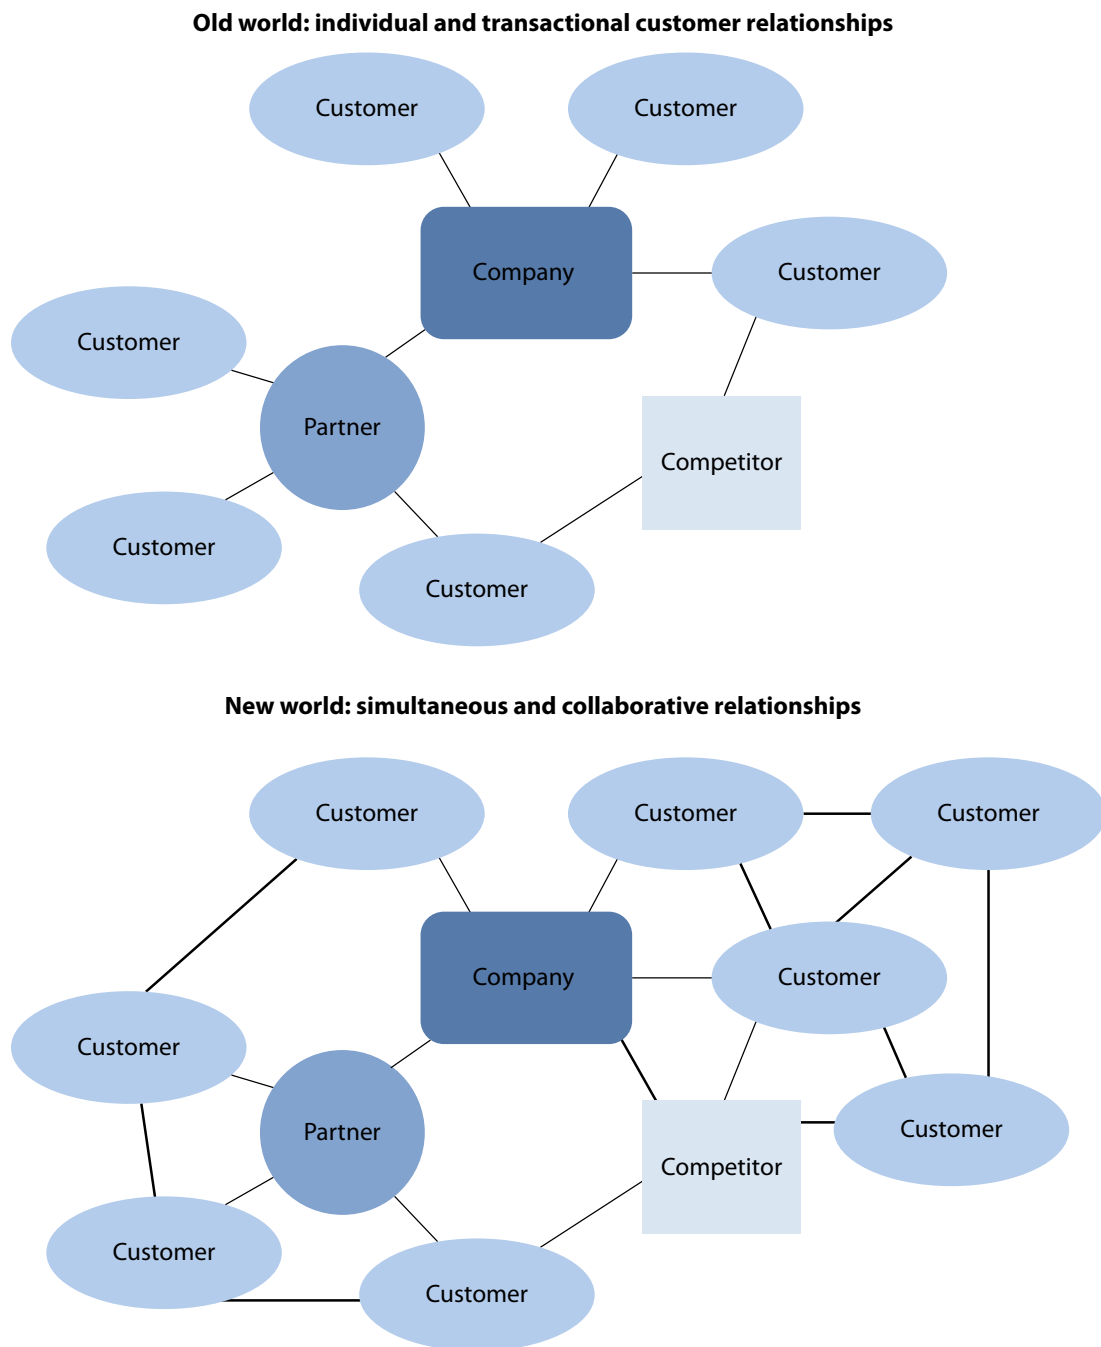 Old world: individual and transactional customer relationships
Customer
Customer
Company
Customer
Customer
Partner
Competitor
Customer
Customer
New world: simultaneous and collaborative relationships
Customer
Customer
Customer
Company
Customer
Customer
Partner
Customer
Competitor
Customer
Customer